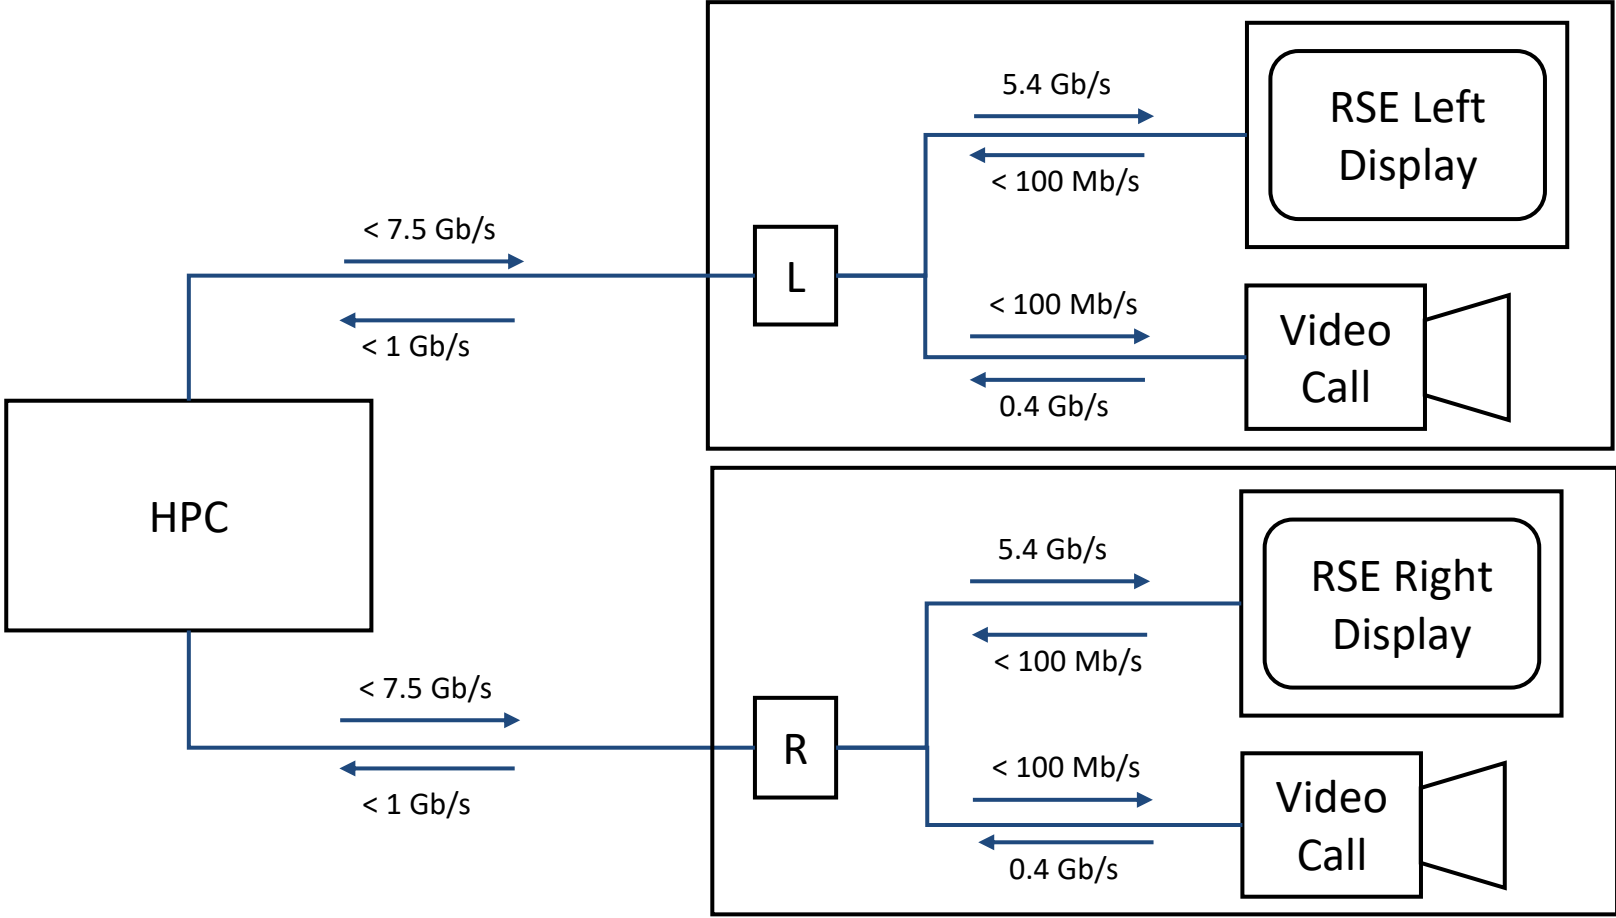 5.4 Gb/s
RSE Left
Display
< 100 Mb/s
< 7.5 Gb/s
L
< 100 Mb/s
Video
Call
< 1 Gb/s
0.4 Gb/s
HPC
5.4 Gb/s
RSE Right
Display
< 100 Mb/s
< 7.5 Gb/s
R
< 100 Mb/s
Video
Call
< 1 Gb/s
0.4 Gb/s